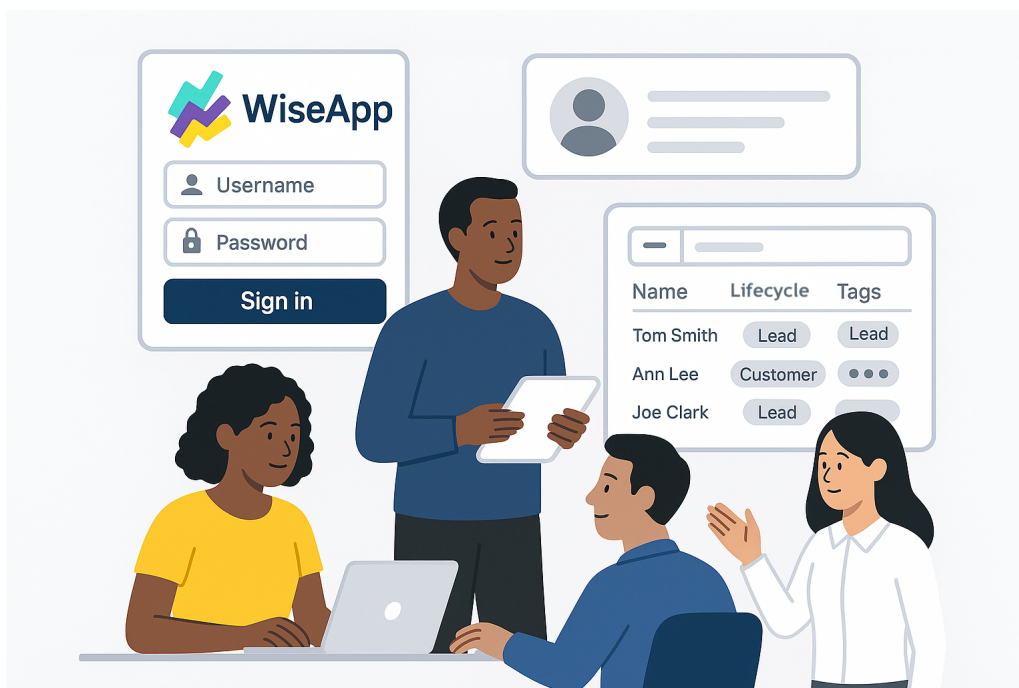 WiseApp
Username
Password
Sign in
Name Lifecycle Tags
Tom Smith Lead Lead
Ann Lee Customer
Joe Clark Lead